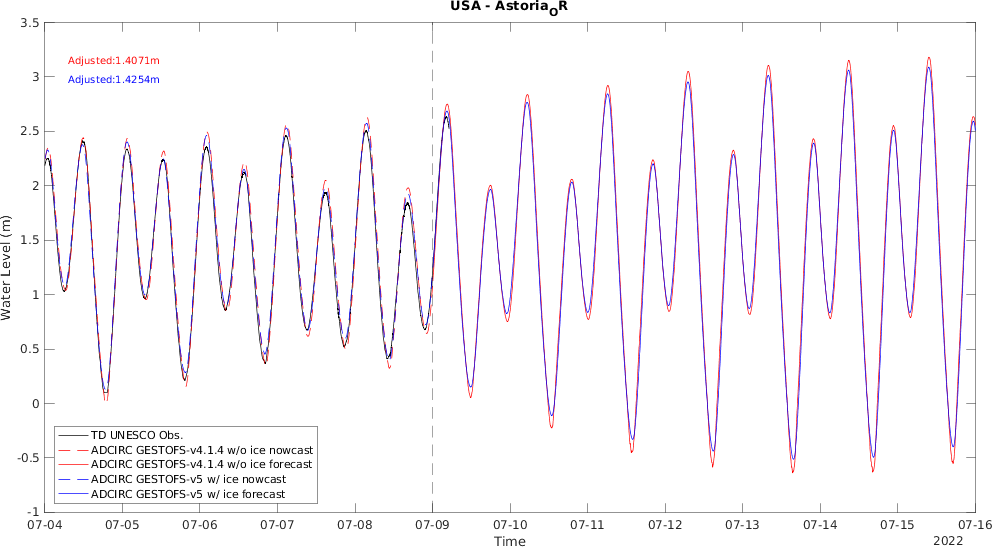 USA - AstoriaOR
3.5
3
2.5
2
1.5
1
0.5
0
-0.5
-1
Water Level (m)
Adjusted:1.4071m
Adjusted:1.4254m
TD UNESCO Obs.
ADCIRC GESTOFS-v4.1.4 w/o ice nowcast
ADCIRC GESTOFS-v4.1.4 w/o ice forecast
ADCIRC GESTOFS-v5 w/ ice nowcast
ADCIRC GESTOFS-v5 w/ ice forecast
07-04 07-05 07-06 07-07 07-08 07-09 07-10 07-11 07-12 07-13 07-14 07-15 07-16
Time
2022